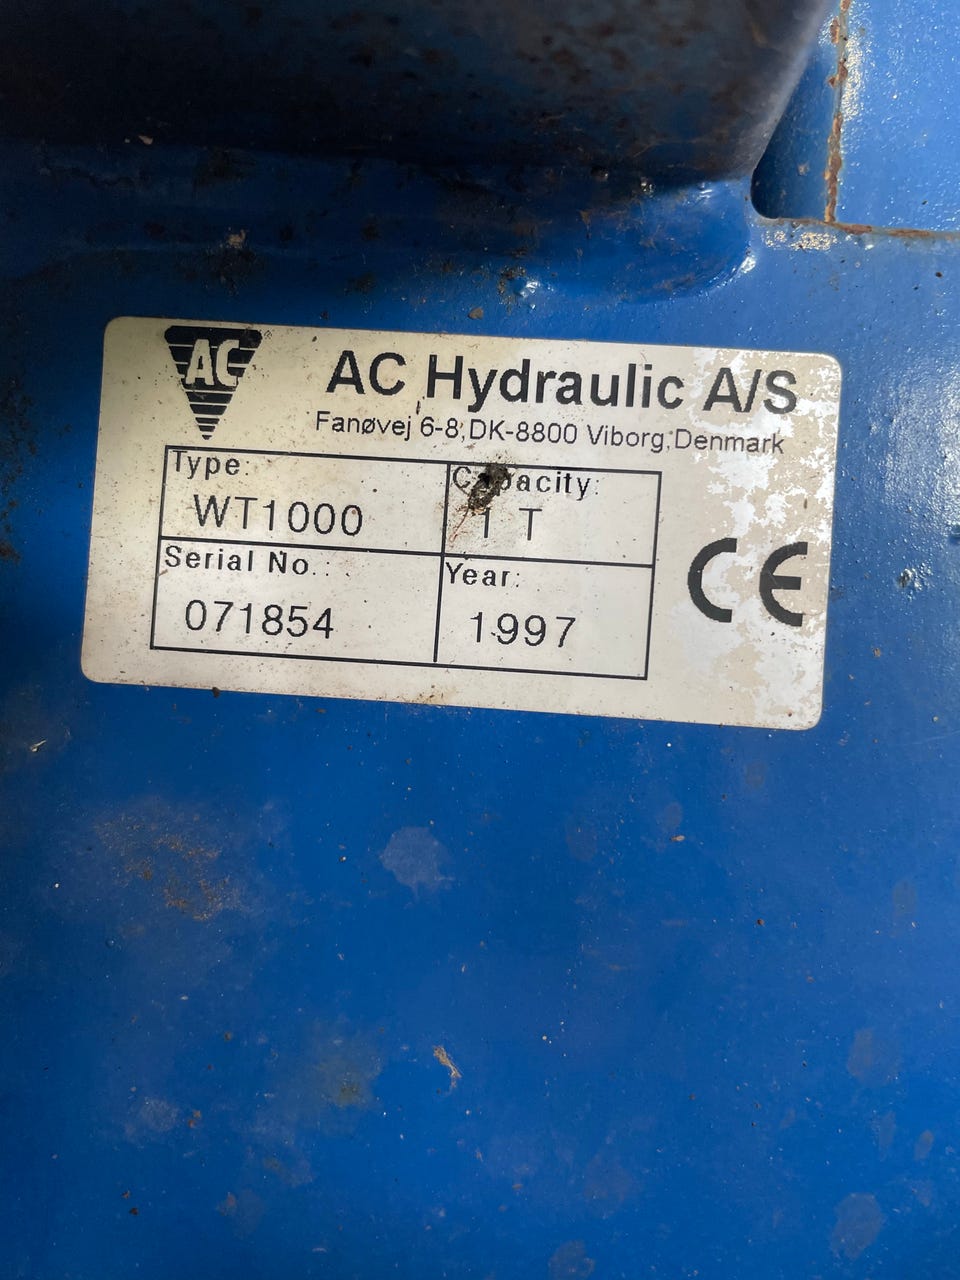 AC
AC Hydraulic A/S
Fanøvej 6-8, DK-8800 Viborg, Denmark
Type:
WT1000
Capacity:
1 T
Serial No.:
071854
Year:
1997
CE